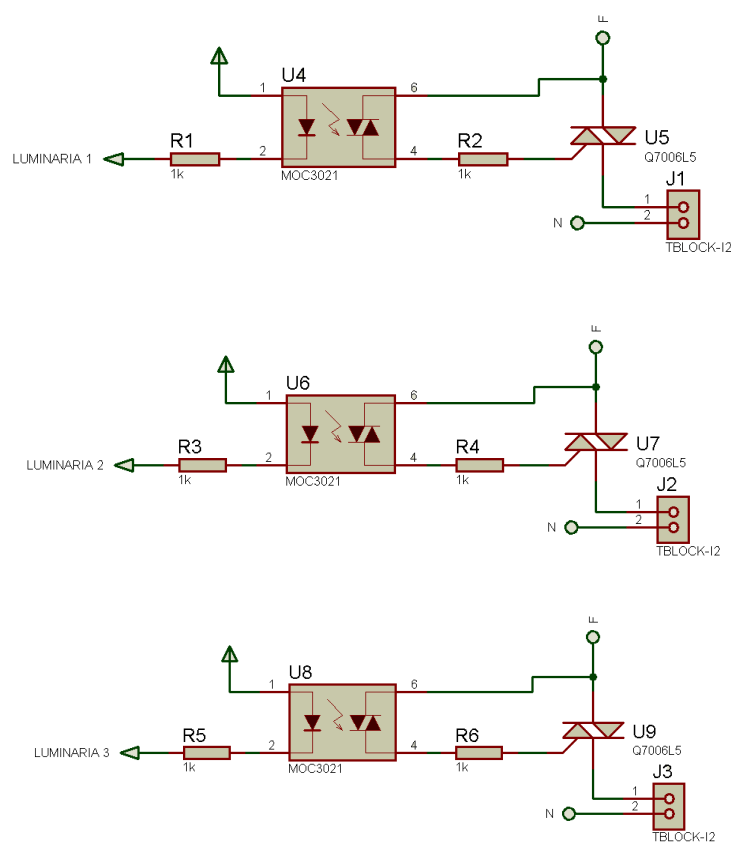 F
U4
1
6
R1
R2
U5
LUMINARIA 1
2
4
Q7006L5
1k
MOC3021
1k
J1
1
N
2
TBLOCK-I2
F
U6
1
6
R3
R4
U7
LUMINARIA 2
2
4
Q7006L5
1k
MOC3021
1k
J2
1
N
2
TBLOCK-I2
F
U8
1
6
R5
R6
U9
LUMINARIA 3
2
4
Q7006L5
1k
MOC3021
1k
J3
1
N
2
TBLOCK-I2